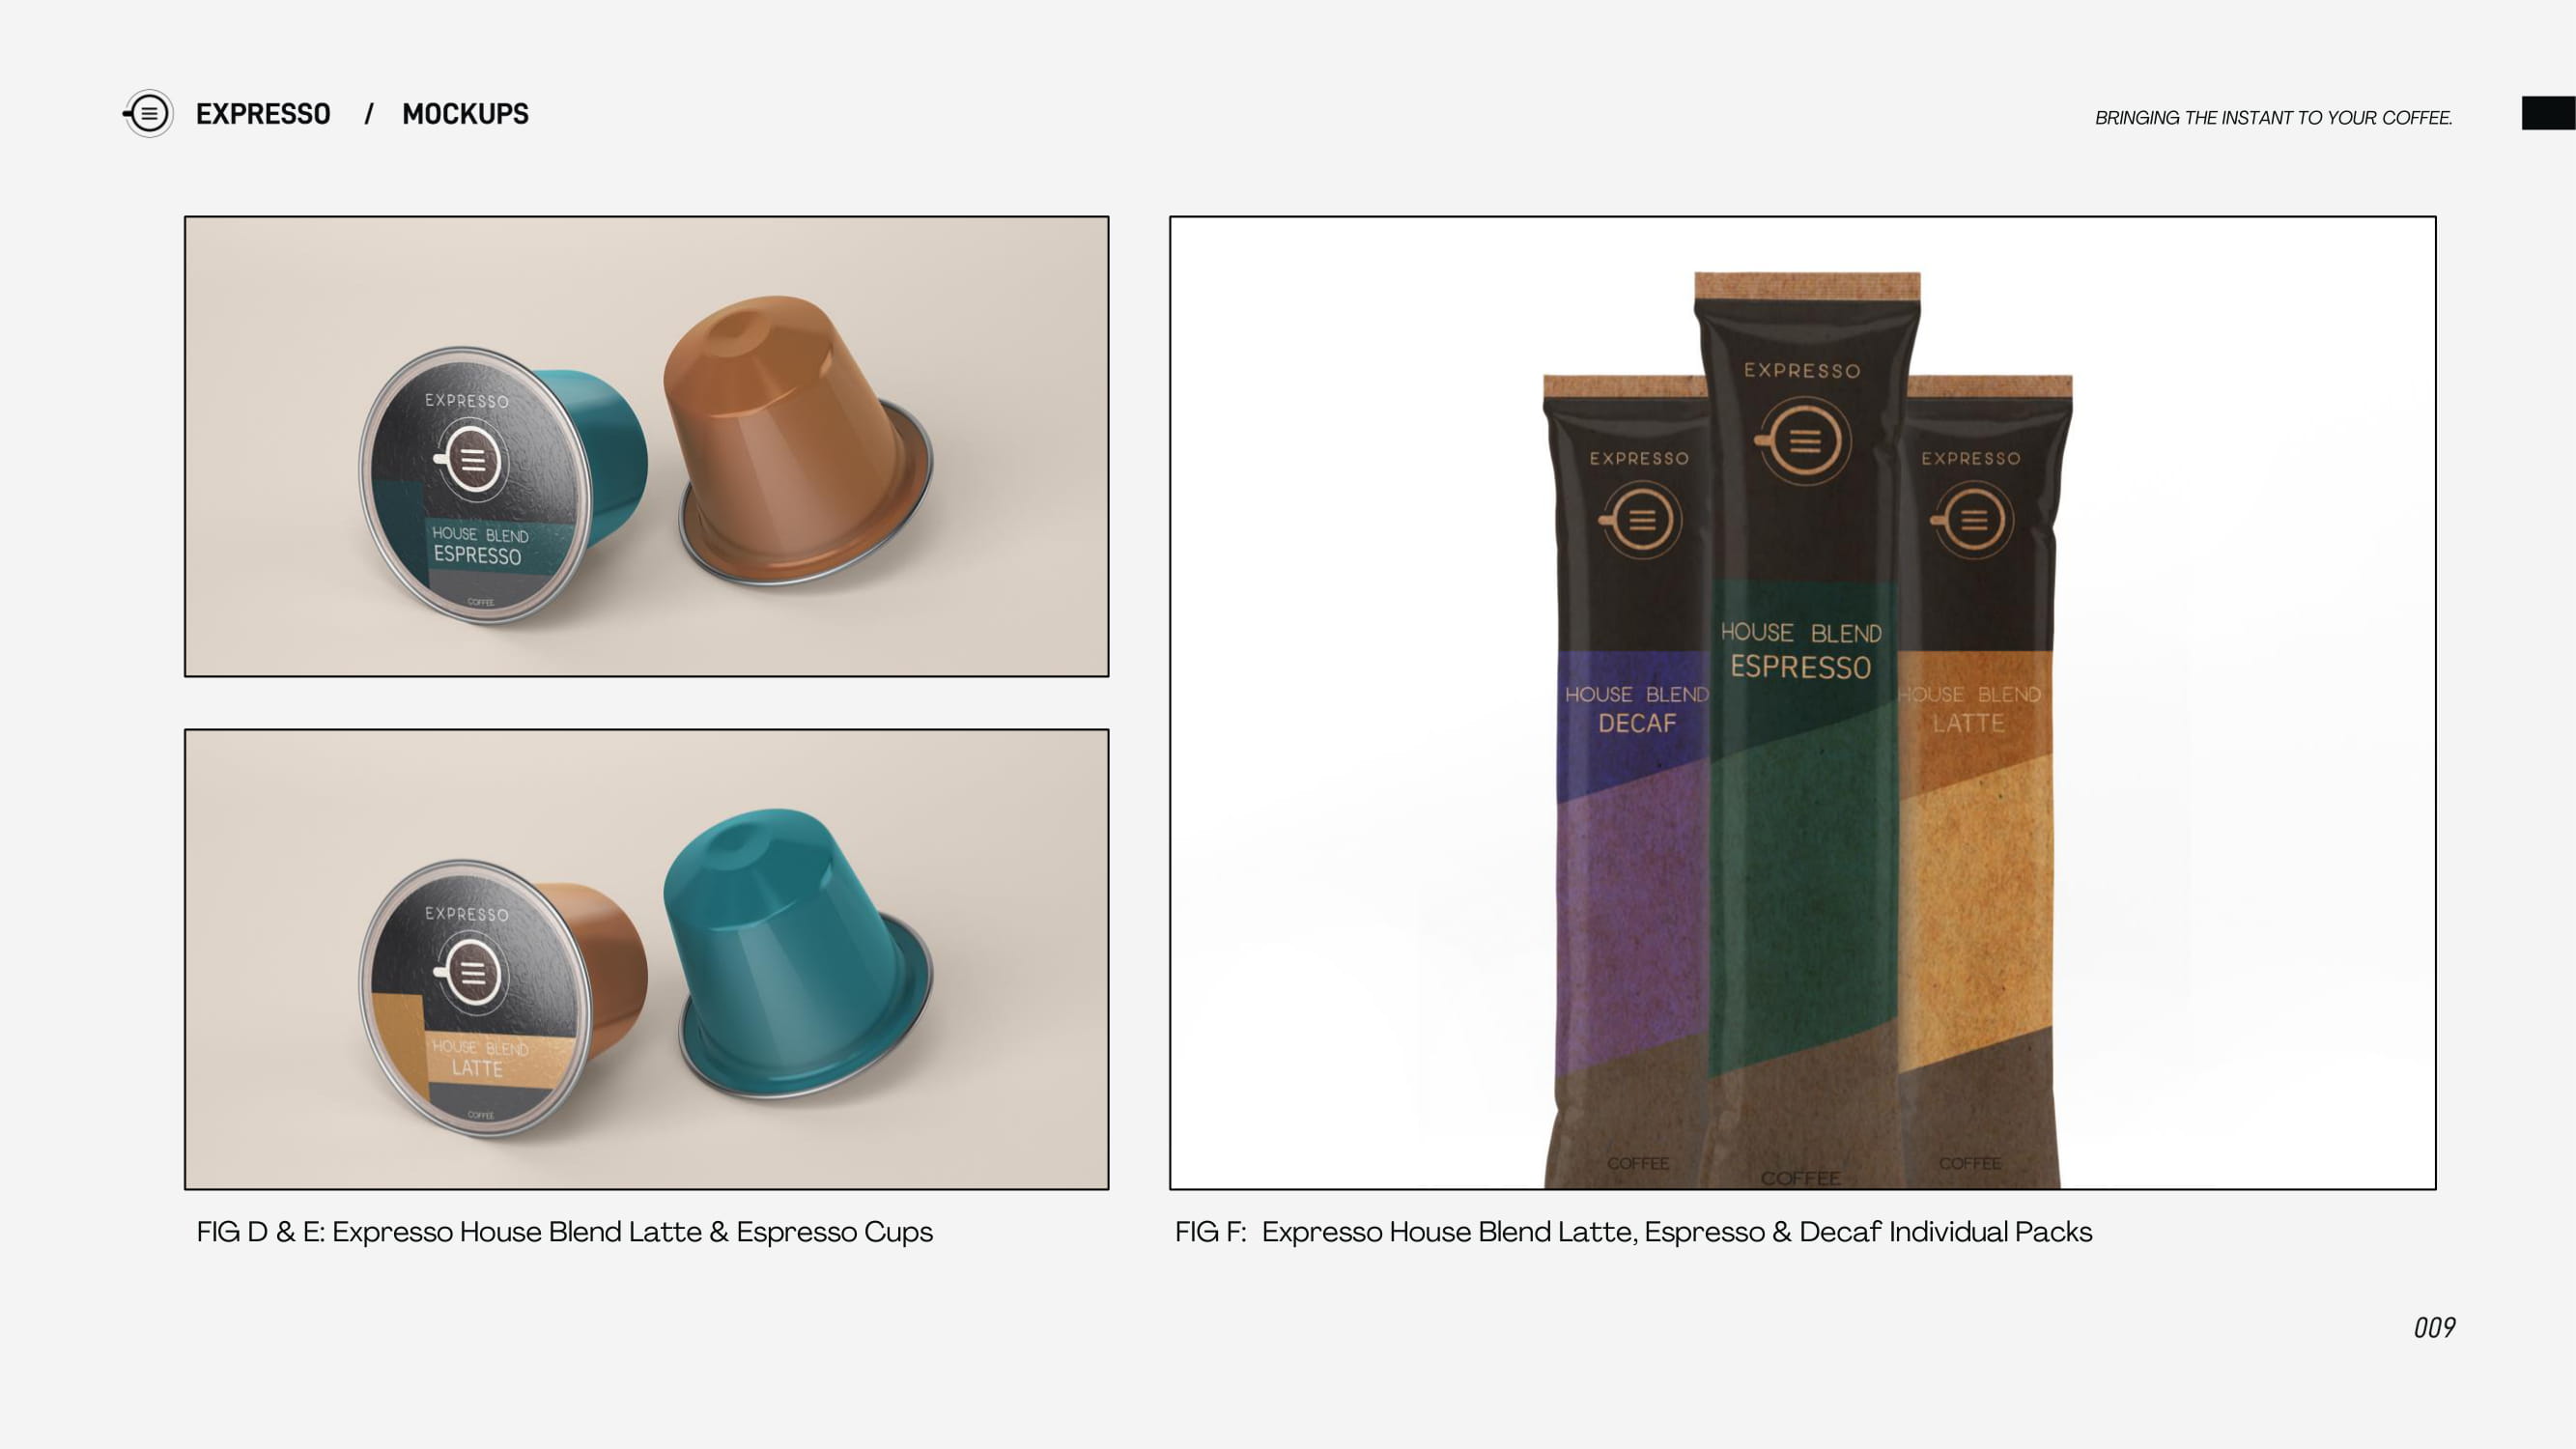 EXPRESSO / MOCKUPS
BRINGING THE INSTANT TO YOUR COFFEE.
EXPRESSO
HOUSE BLEND
ESPRESSO
COFFEE
EXPRESSO
HOUSE BLEND
LATTE
COFFEE
EXPRESSO
HOUSE BLEND
DECAF
COFFEE
EXPRESSO
HOUSE BLEND
ESPRESSO
COFFEE
EXPRESSO
HOUSE BLEND
LATTE
COFFEE
FIG D & E: Expresso House Blend Latte & Espresso Cups
FIG F: Expresso House Blend Latte, Espresso & Decaf Individual Packs
009